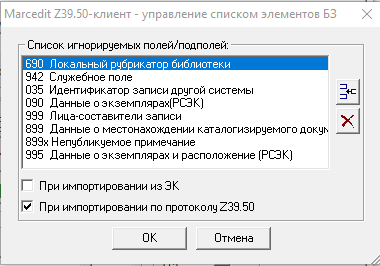 Marcedit Z39.50-клиент - управление списком элементов БЗ
Список игнорируемых полей/подполей:
690 Локальный рубрикатор библиотеки
942 Служебное поле
035 Идентификатор записи другой системы
090 Данные о экземплярах(РСЭК)
999 Лица-составители записи
899 Данные о местонахождении каталогизируемого докум
899x Непубликуемое примечание
995 Данные о экземплярах и расположение (РСЭК)
При импортировании из ЭК
При импортировании по протоколу Z39.50
OK
Отмена